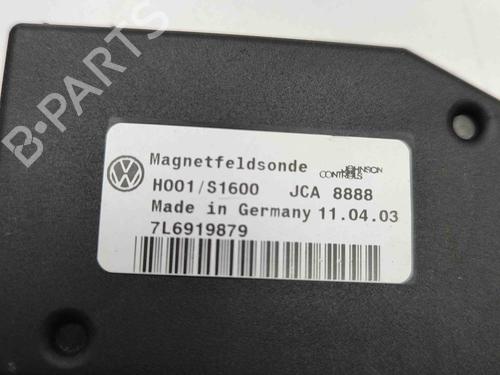 B-PARTS
Magnetfeldsonde JOHNSON CONTROLS
H001/S1600 JCA 8888
Made in Germany 11.04.03
7L6919879